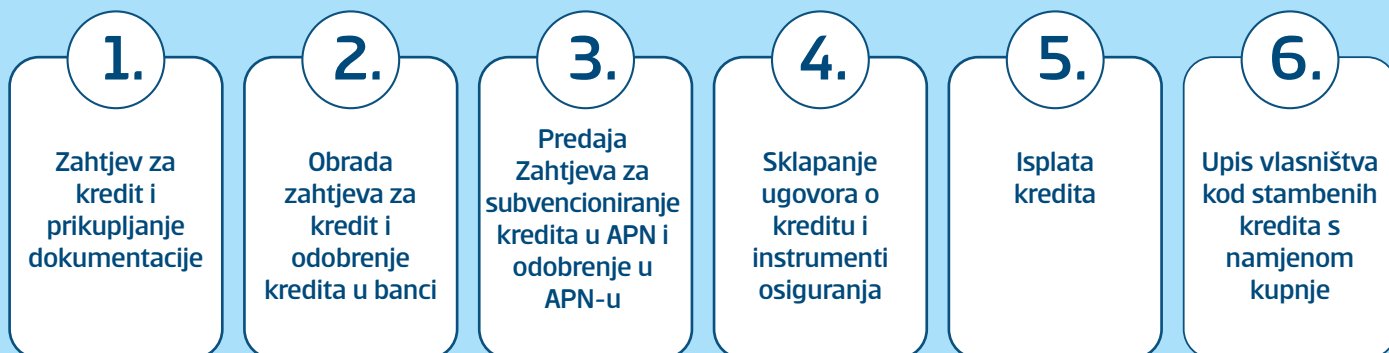 1.
Zahtjev za
kredit i
prikupljanje
dokumentacije
2.
Obrada
zahtjeva za
kredit i
odobrenje
kredita u banci
3.
Predaja
Zahtjeva za
subvencioniranje
kredita u APN i
odobrenje u
APN-u
4.
Sklapanje
ugovora o
kreditu i
instrumenti
osiguranja
5.
Isplata
kredita
6.
Upis vlasništva
kod stambenih
kredita s
namjenom
kupnje